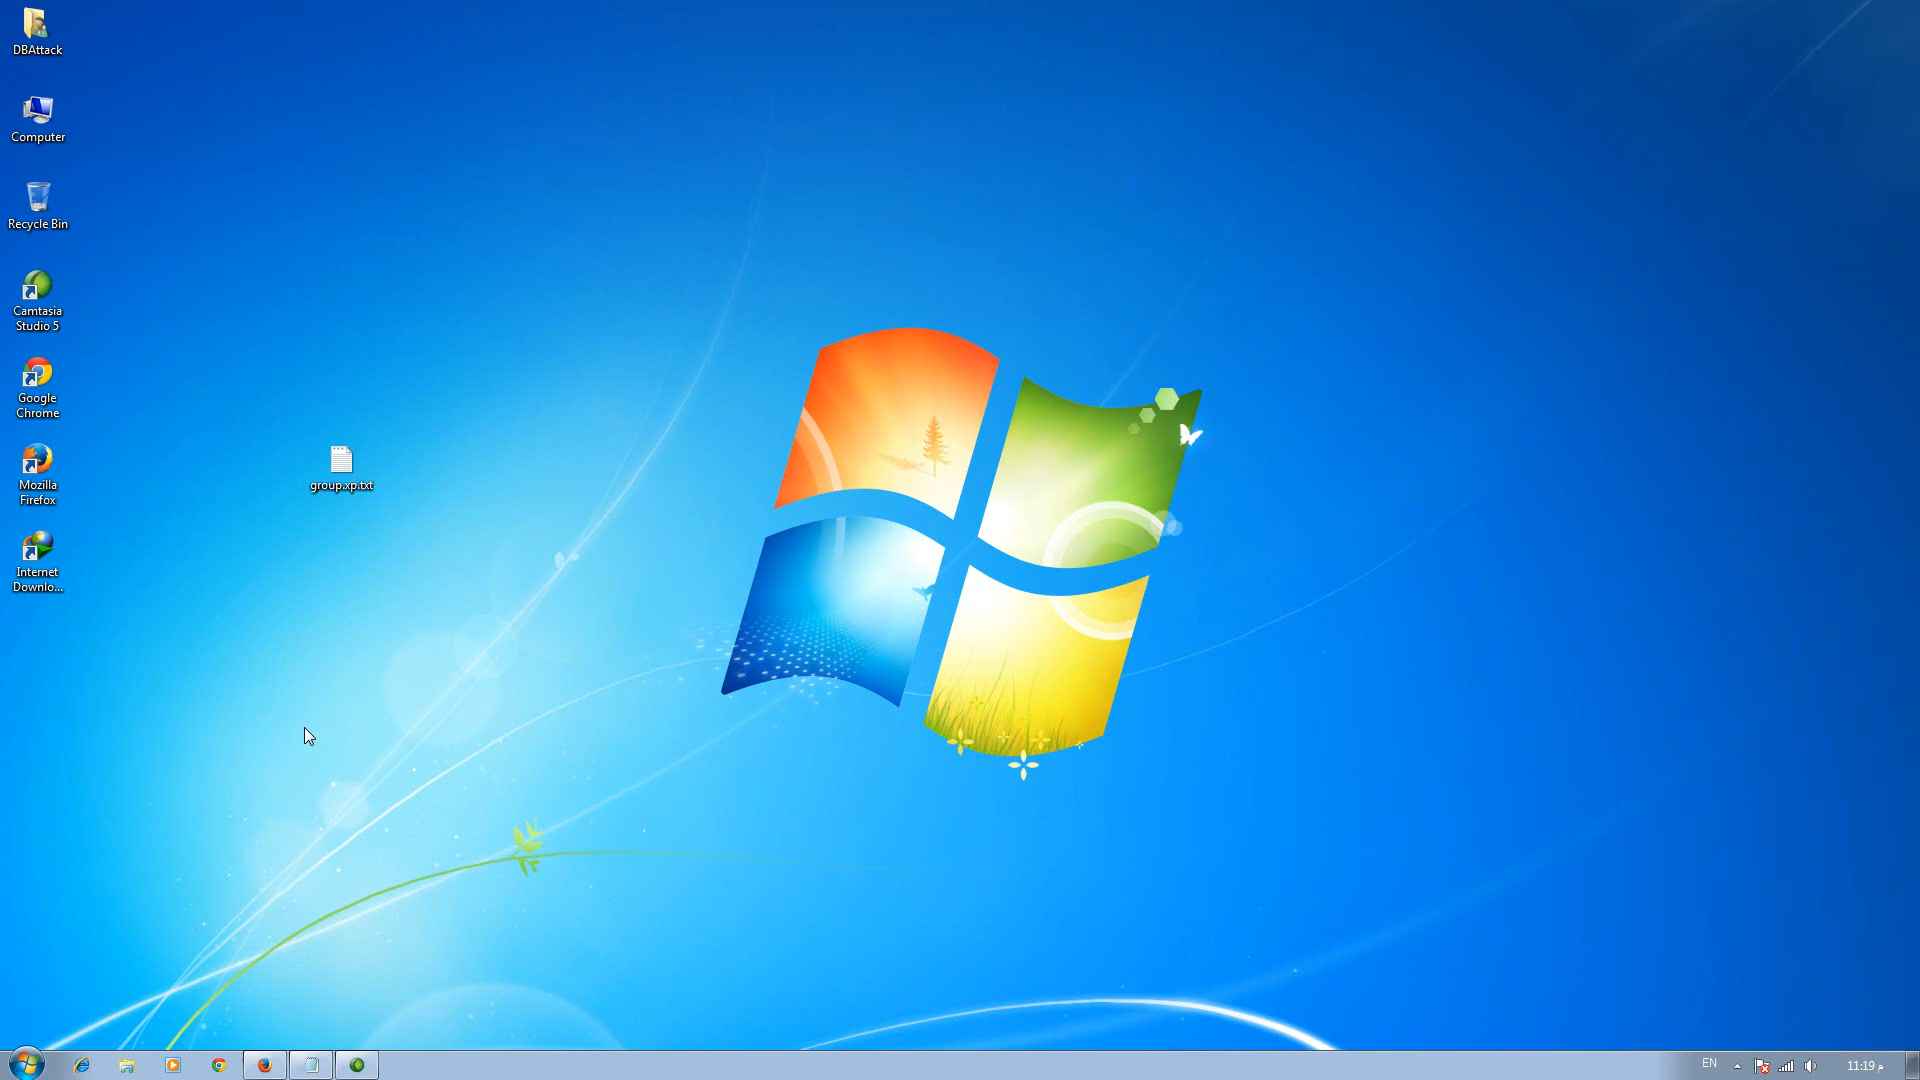 DBAttack
Computer
Recycle Bin
Camtasia
Studio 5
Google
Chrome
Mozilla
Firefox
Internet
Downlo...
group.xp.txt
EN
11:19 م